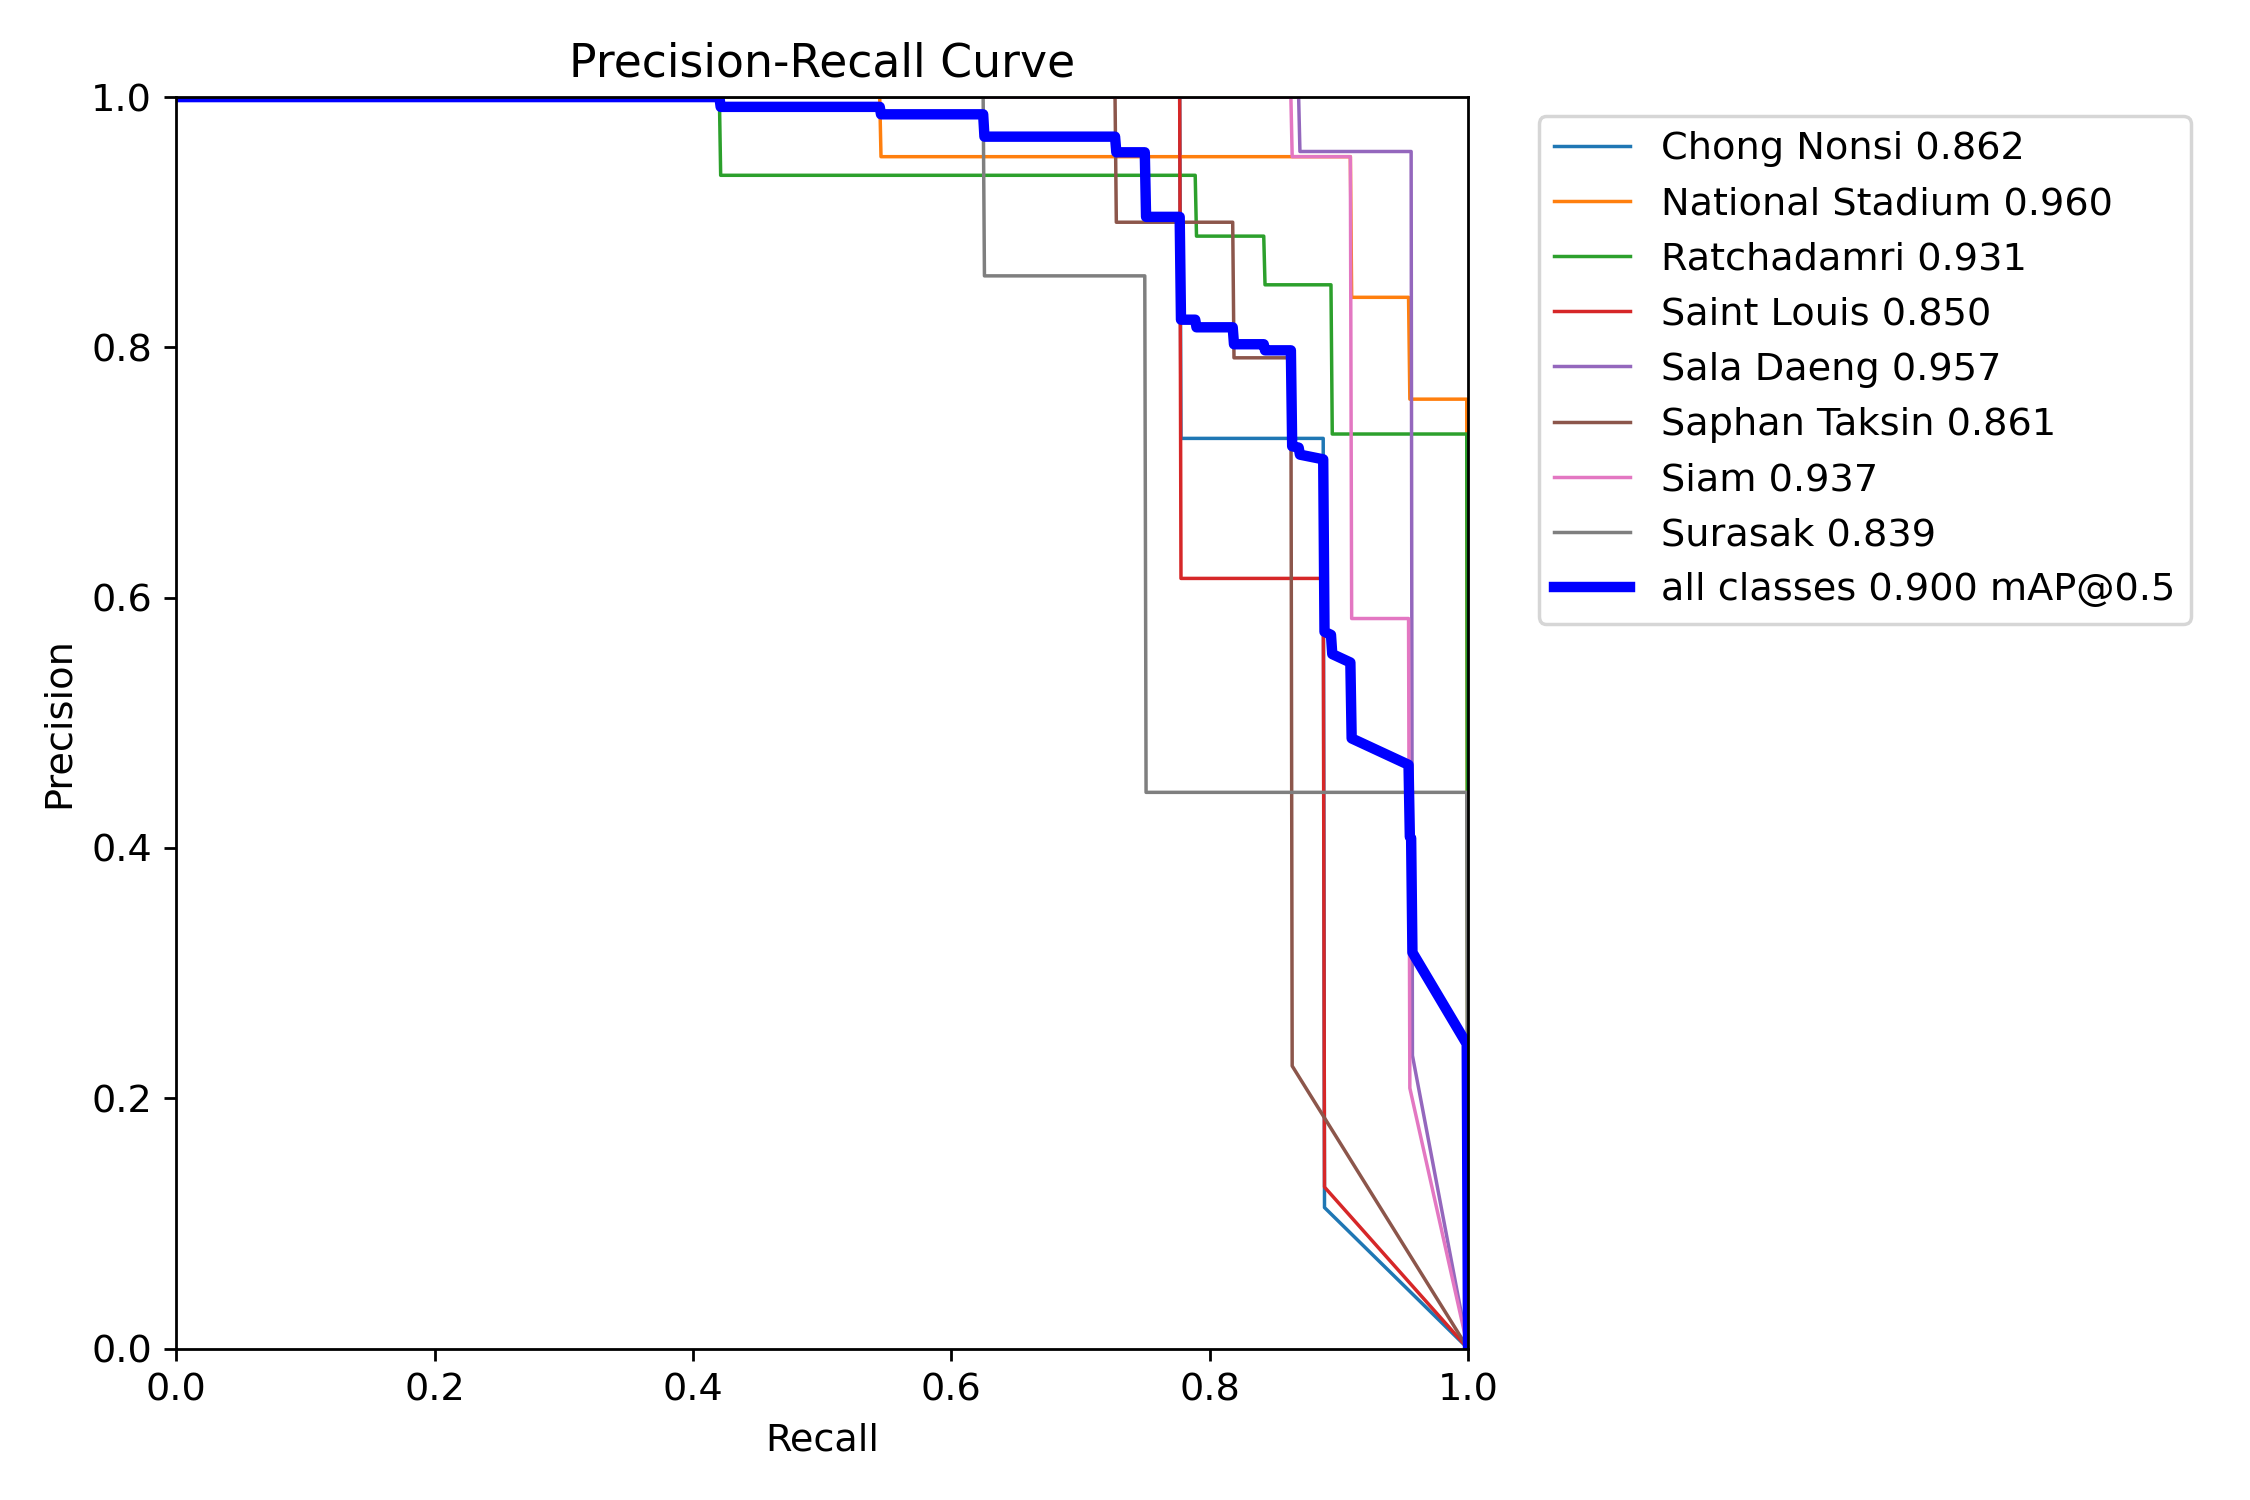 Precision-Recall Curve
1.0
0.8
0.6
0.4
0.2
0.0
Precision
0.0 0.2 0.4 0.6 0.8 1.0
Recall
Chong Nonsi 0.862
National Stadium 0.960
Ratchadamri 0.931
Saint Louis 0.850
Sala Daeng 0.957
Saphan Taksin 0.861
Siam 0.937
Surasak 0.839
all classes 0.900 mAP@0.5